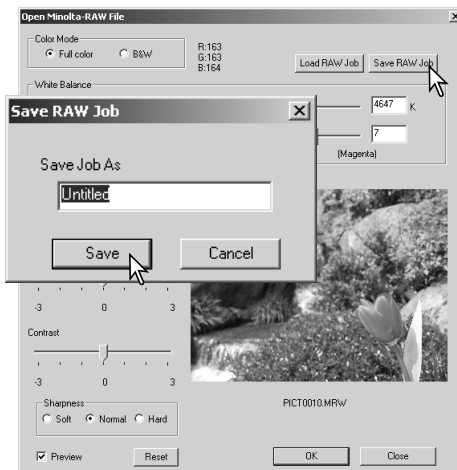 Open Minolta-RAW File
Color Mode
Full color B&W
R:163
G:163
B:164
Load RAW Job Save RAW Job
White Balance
4647 K
7
(Magenta)
Save RAW Job
Save Job As
Untitled
Save Cancel
-3 0 3
Contrast
-3 0 3
Sharpness
Soft Normal Hard
PICT0010.MRW
Preview Reset OK Close